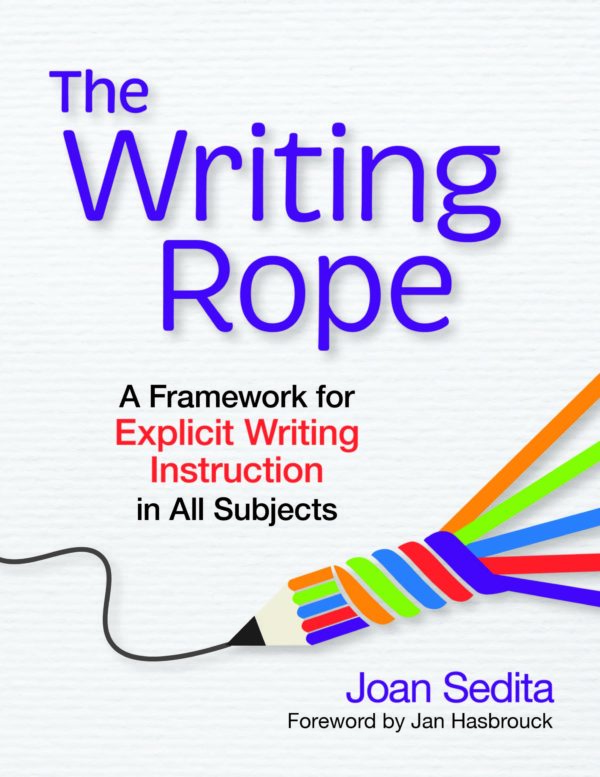 The
Writing
Rope
A Framework for
Explicit Writing
Instruction
in All Subjects
Joan Sedita
Foreword by Jan Hasbrouck